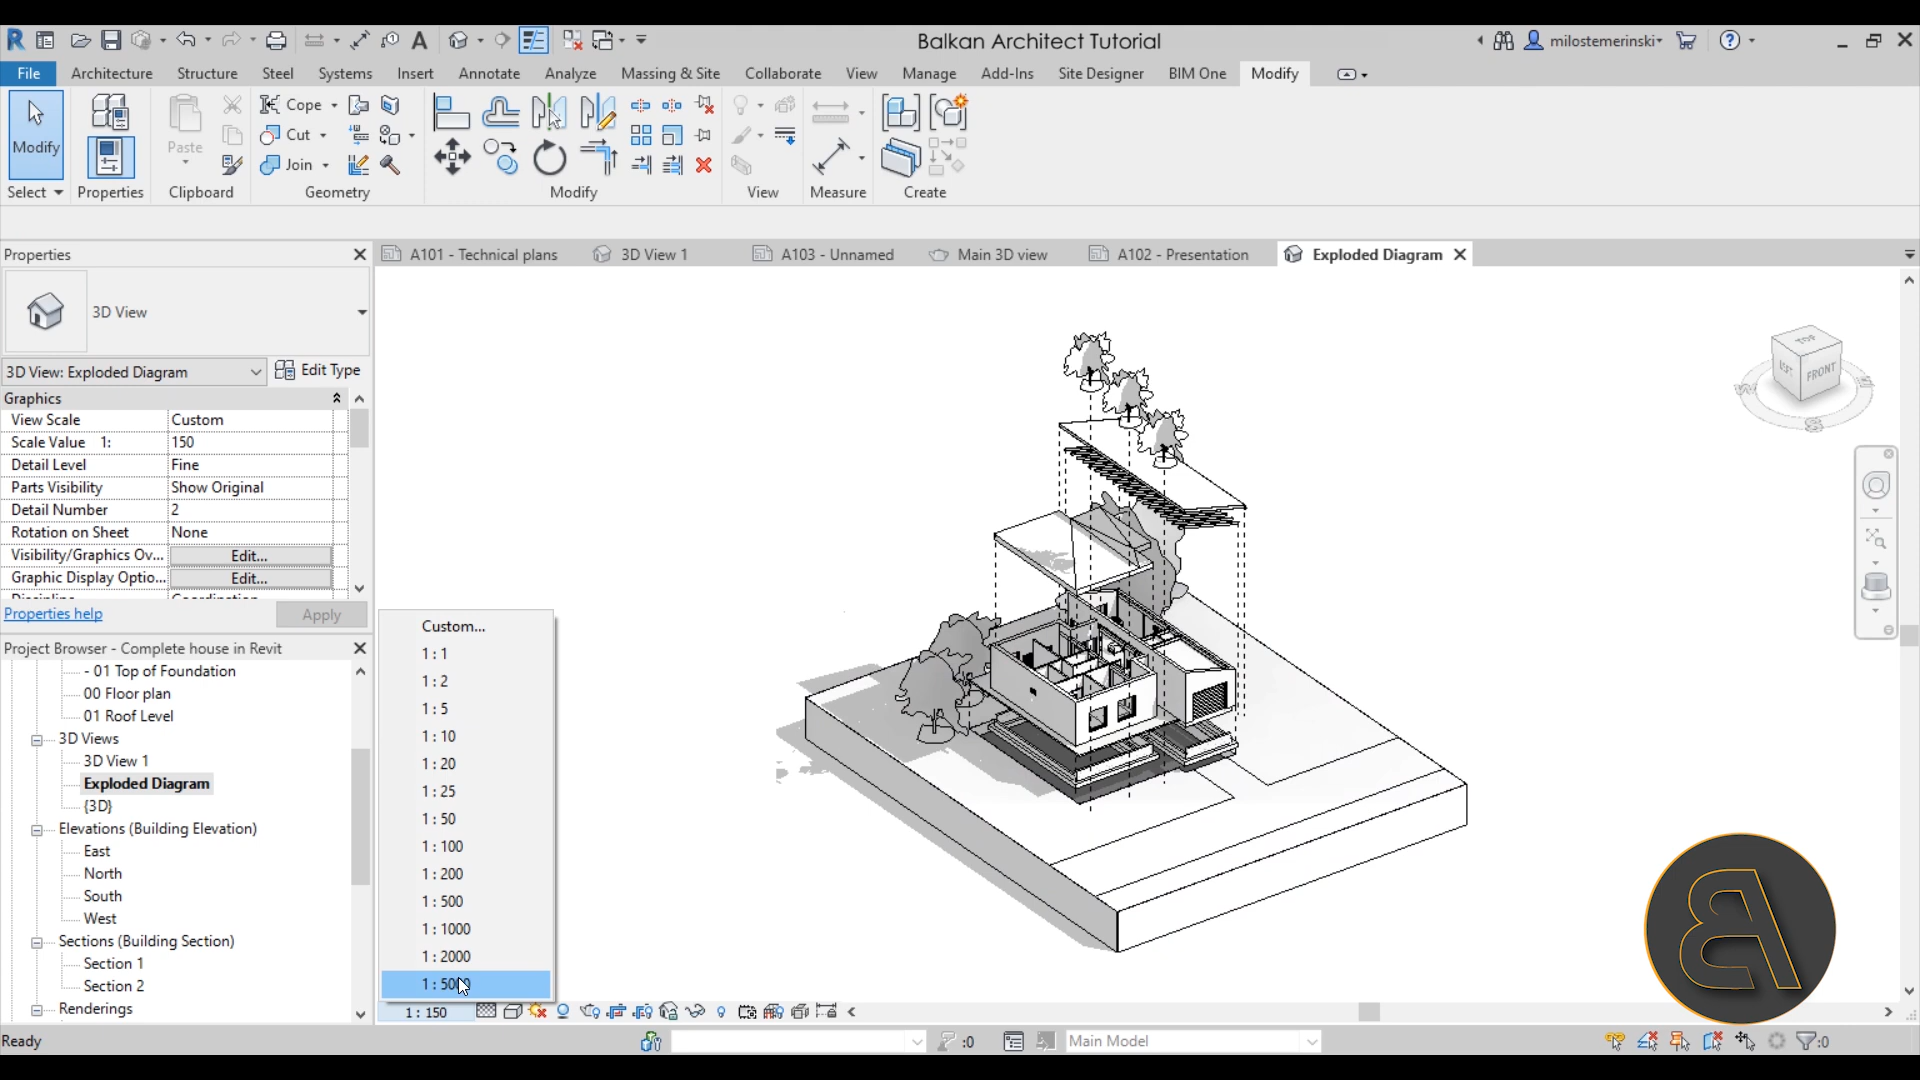 Balkan Architect Tutorial
milostemerinski
File
Architecture
Structure
Steel
Systems
Insert
Annotate
Analyze
Massing & Site
Collaborate
View
Manage
Add-Ins
Site Designer
BIM One
Modify
Modify
Paste
Cope
Cut
Join
Select
Properties
Clipboard
Geometry
Modify
View
Measure
Create
Properties
A101 - Technical plans
3D View 1
A103 - Unnamed
Main 3D view
A102 - Presentation
Exploded Diagram
3D View
3D View: Exploded Diagram
Edit Type
Graphics
View Scale Custom
Scale Value 1: 150
Detail Level Fine
Parts Visibility Show Original
Detail Number 2
Rotation on Sheet None
Visibility/Graphics Ov... Edit...
Graphic Display Optio... Edit...
Properties help
Apply
Project Browser - Complete house in Revit
- 01 Top of Foundation
00 Floor plan
01 Roof Level
3D Views
3D View 1
Exploded Diagram
{3D}
Elevations (Building Elevation)
East
North
South
West
Sections (Building Section)
Section 1
Section 2
Renderings
Custom...
1 : 1
1 : 2
1 : 5
1 : 10
1 : 20
1 : 25
1 : 50
1 : 100
1 : 200
1 : 500
1 : 1000
1 : 2000
1 : 5000
1 : 150
TOP
LEFT
FRONT
W
S
E
Ready
:0
Main Model
:0